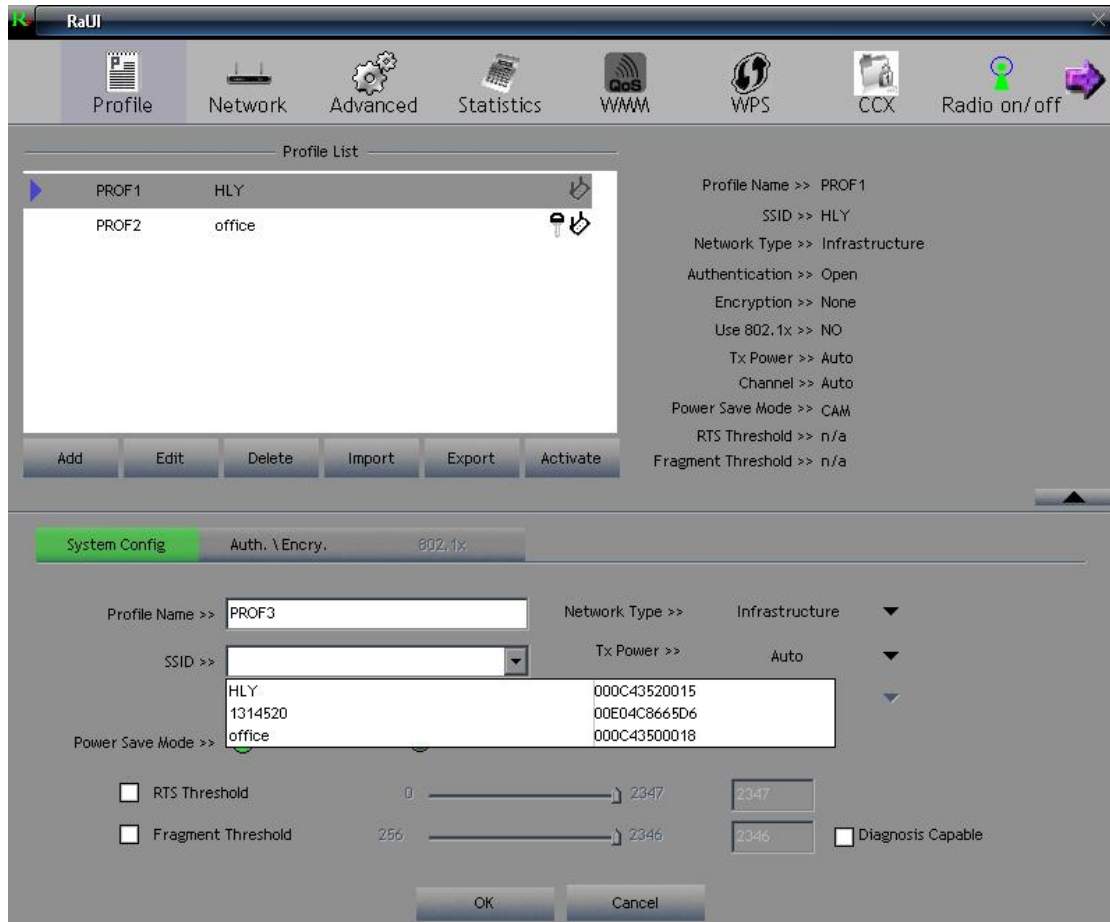 RaUI
Profile Network Advanced Statistics QoS WMM WPS CCX Radio on/off
Profile List
PROF1 HLY
PROF2 office
Add Edit Delete Import Export Activate
Profile Name >> PROF1
SSID >> HLY
Network Type >> Infrastructure
Authentication >> Open
Encryption >> None
Use 802.1x >> NO
Tx Power >> Auto
Channel >> Auto
Power Save Mode >> CAM
RTS Threshold >> n/a
Fragment Threshold >> n/a
System Config Auth. \ Encry. 802.1x
Profile Name >> PROF3 Network Type >> Infrastructure
SSID >> Tx Power >> Auto
HLY 000C43520015
1314520 00E04C8665D6
office 000C43500018
Power Save Mode >>
RTS Threshold 0 2347 2347
Fragment Threshold 256 2346 2346 Diagnosis Capable
OK Cancel